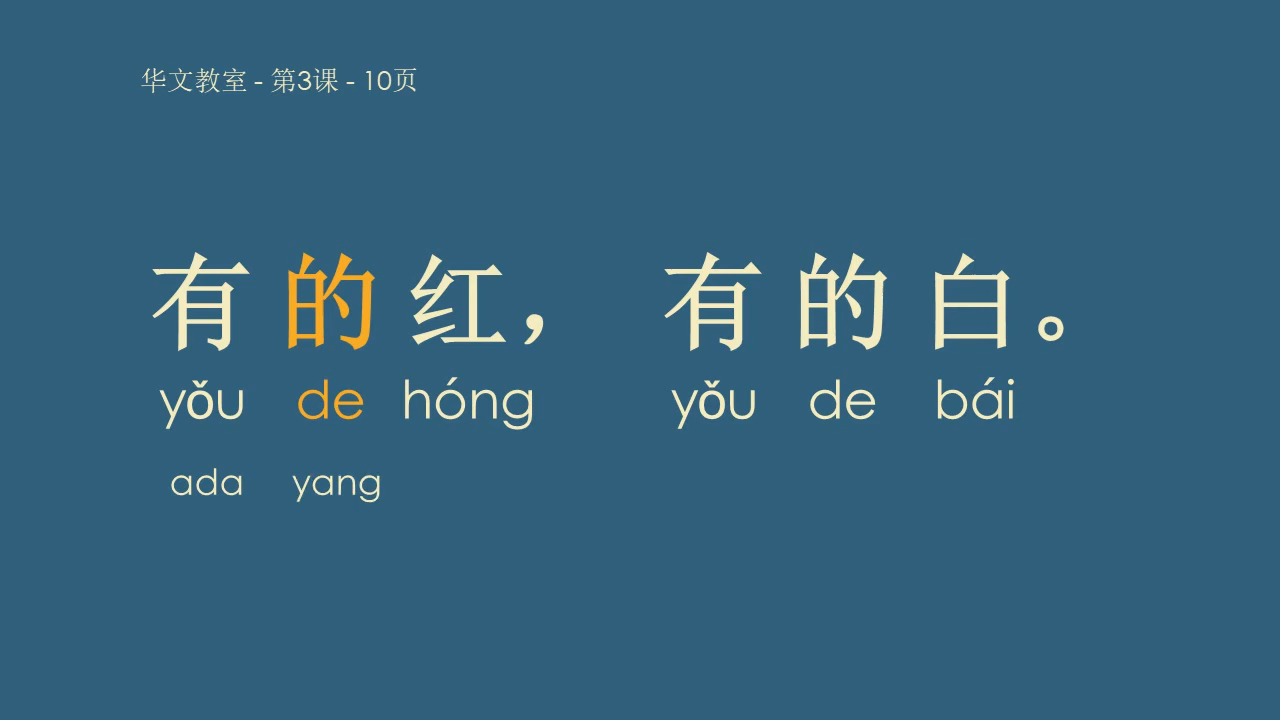 华文教室 - 第3课 - 10页
有的红， 有的白。
yǒu de hóng yǒu de bái
ada yang